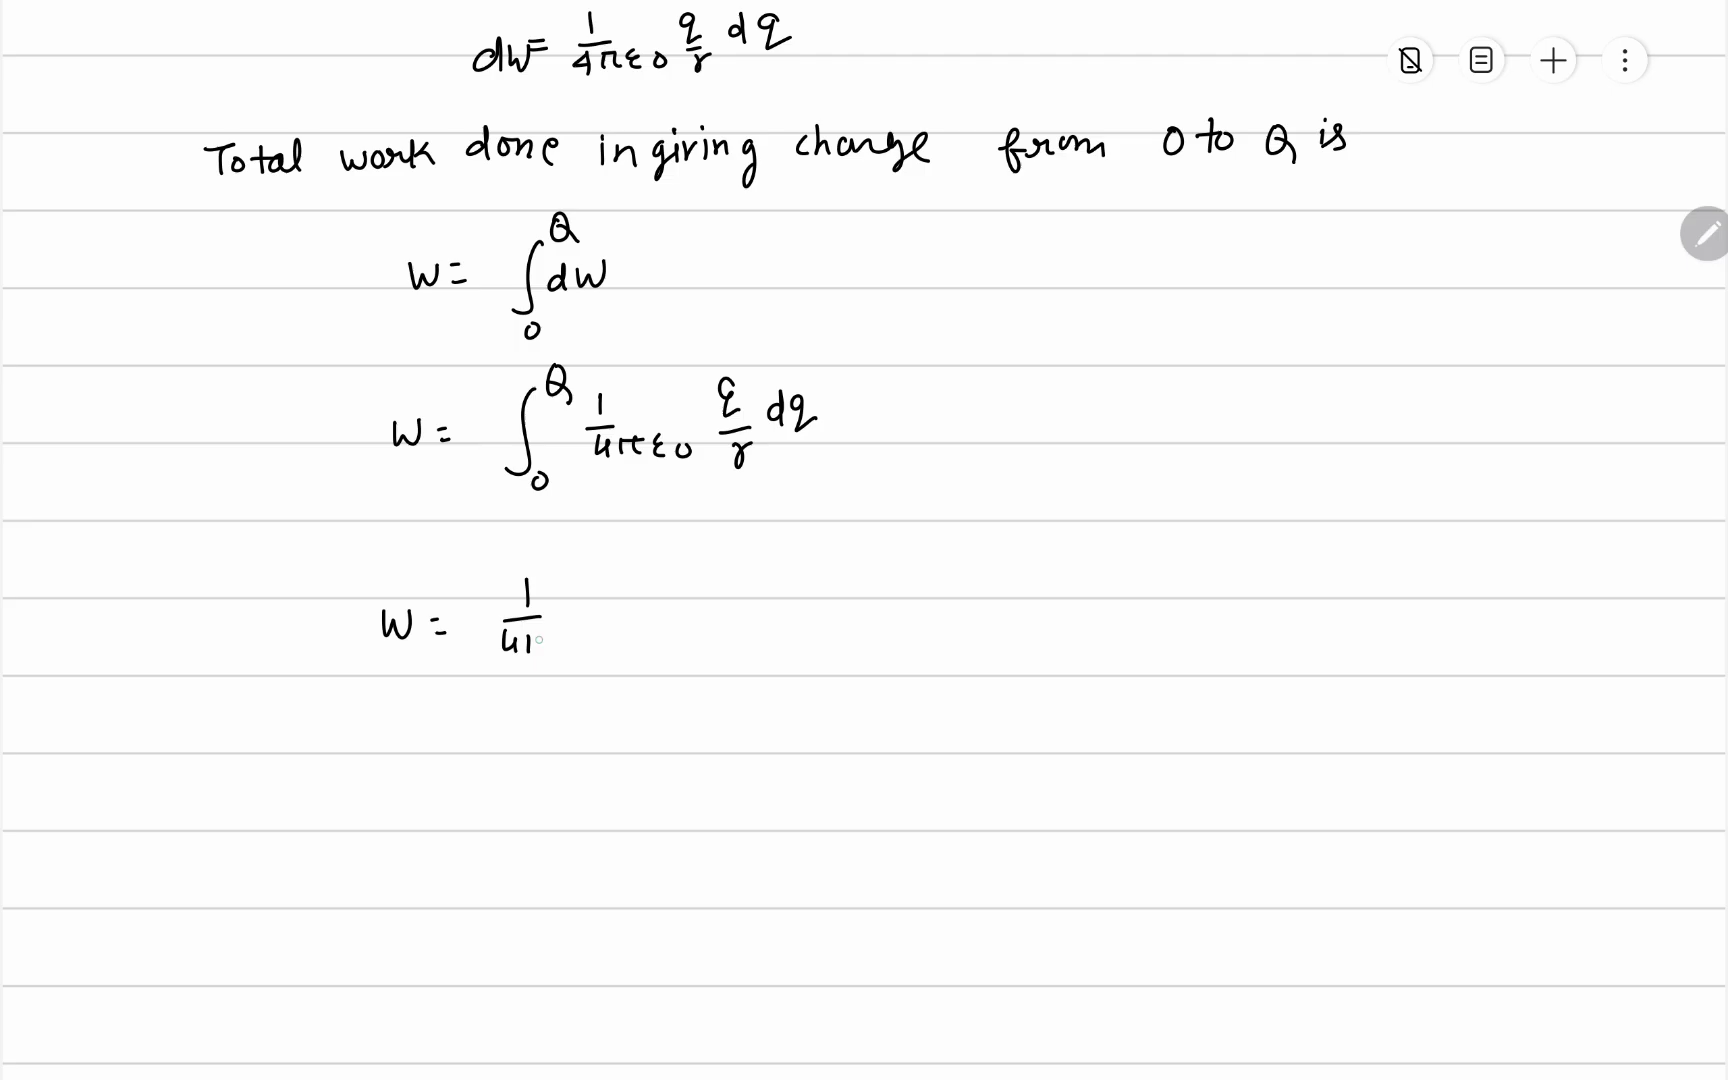 dW = 1/4πε0 q/r dq
Total work done in giving charge from 0 to Q is
W = ∫0^Q dW
W = ∫0^Q 1/4πε0 q/r dq
W = 1/4